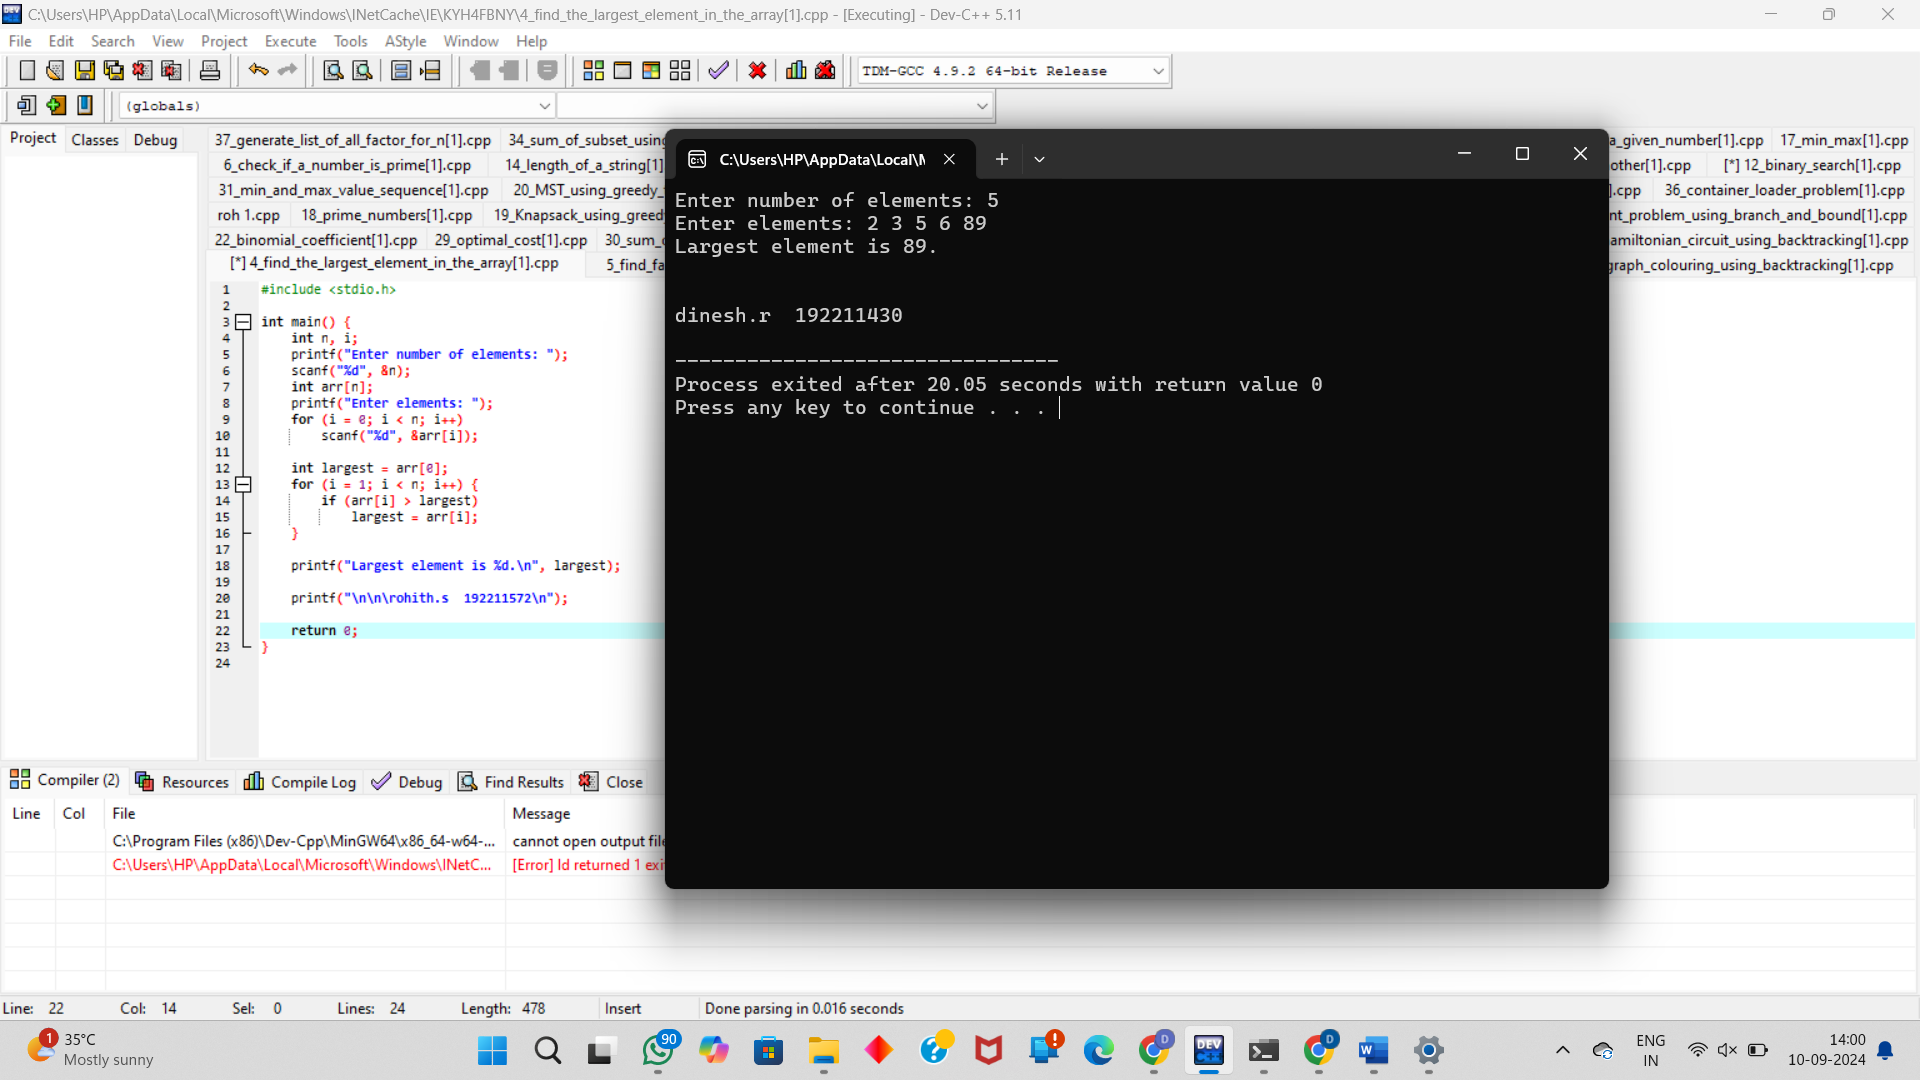 C:\Users\HP\AppData\Local\Microsoft\Windows\INetCache\IE\KYH4FBNY\4_find_the_largest_element_in_the_array[1].cpp - [Executing] - Dev-C++ 5.11
File Edit Search View Project Execute Tools AStyle Window Help
TDM-GCC 4.9.2 64-bit Release
(globals)
Project Classes Debug
37_generate_list_of_all_factor_for_n[1].cpp 34_sum_of_subset_using a_given_number[1].cpp 17_min_max[1].cpp
6_check_if_a_number_is_prime[1].cpp 14_length_of_a_string[1] other[1].cpp [*] 12_binary_search[1].cpp
31_min_and_max_value_sequence[1].cpp 20_MST_using_greedy_ ].cpp 36_container_loader_problem[1].cpp
roh 1.cpp 18_prime_numbers[1].cpp 19_Knapsack_using_greed nt_problem_using_branch_and_bound[1].cpp
22_binomial_coefficient[1].cpp 29_optimal_cost[1].cpp 30_sum_ amiltonian_circuit_using_backtracking[1].cpp
[*] 4_find_the_largest_element_in_the_array[1].cpp 5_find_fa graph_colouring_using_backtracking[1].cpp
1 #include <stdio.h>
2
3 int main() {
4 int n, i;
5 printf("Enter number of elements: ");
6 scanf("%d", &n);
7 int arr[n];
8 printf("Enter elements: ");
9 for (i = 0; i < n; i++)
10 scanf("%d", &arr[i]);
11
12 int largest = arr[0];
13 for (i = 1; i < n; i++) {
14 if (arr[i] > largest)
15 largest = arr[i];
16 }
17
18 printf("Largest element is %d.\n", largest);
19
20 printf("\n\n\rohith.s  192211572\n");
21
22 return 0;
23 }
24
C:\Users\HP\AppData\Local\M
Enter number of elements: 5
Enter elements: 2 3 5 6 89
Largest element is 89.
dinesh.r  192211430
--------------------------------
Process exited after 20.05 seconds with return value 0
Press any key to continue . . .
Compiler (2) Resources Compile Log Debug Find Results Close
Line Col File Message
C:\Program Files (x86)\Dev-Cpp\MinGW64\x86_64-w64-... cannot open output file
C:\Users\HP\AppData\Local\Microsoft\Windows\INetC... [Error] ld returned 1 exi
Line: 22 Col: 14 Sel: 0 Lines: 24 Length: 478 Insert Done parsing in 0.016 seconds
1 35°C
Mostly sunny
90
DEV
ENG
IN
14:00
10-09-2024